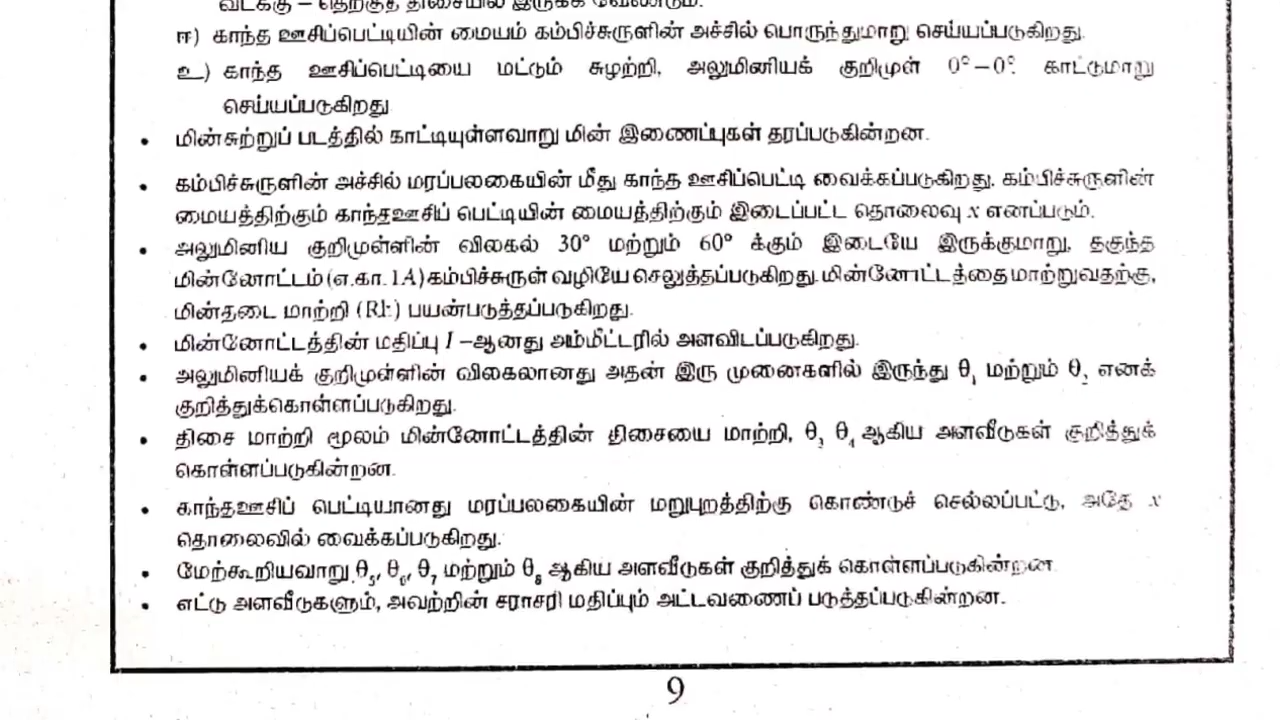 வடக்கு – தெற்குத் திசையில் இருக்க வேண்டும்.
ஈ) காந்த ஊசிப்பெட்டியின் மையம் கம்பிச்சுருளின் அச்சில் பொருந்துமாறு செய்யப்படுகிறது.
உ) காந்த ஊசிப்பெட்டியை மட்டும் சுழற்றி, அலுமினியக் குறிமுள் 0°–0° காட்டுமாறு
செய்யப்படுகிறது
• மின்சுற்றுப் படத்தில் காட்டியுள்ளவாறு மின் இணைப்புகள் தரப்படுகின்றன.
• கம்பிச்சுருளின் அச்சில் மரப்பலகையின் மீது காந்த ஊசிப்பெட்டி வைக்கப்படுகிறது. கம்பிச்சுருளின்
மையத்திற்கும் காந்தஊசிப் பெட்டியின் மையத்திற்கும் இடைப்பட்ட தொலைவு x எனப்படும்.
• அலுமினிய குறிமுள்ளின் விலகல் 30° மற்றும் 60° க்கும் இடையே இருக்குமாறு, தகுந்த
மின்னோட்டம் (எ.கா. 1A) கம்பிச்சுருள் வழியே செலுத்தப்படுகிறது. மின்னோட்டத்தை மாற்றுவதற்கு,
மின்தடை மாற்றி (Rh) பயன்படுத்தப்படுகிறது.
• மின்னோட்டத்தின் மதிப்பு I –ஆனது அம்மீட்டரில் அளவிடப்படுகிறது.
• அலுமினியக் குறிமுள்ளின் விலகலானது அதன் இரு முனைகளில் இருந்து θ₁ மற்றும் θ₂ எனக்
குறித்துக்கொள்ளப்படுகிறது.
• திசை மாற்றி மூலம் மின்னோட்டத்தின் திசையை மாற்றி, θ₃ θ₄ ஆகிய அளவீடுகள் குறித்துக்
கொள்ளப்படுகின்றன.
• காந்தஊசிப் பெட்டியானது மரப்பலகையின் மறுபுறத்திற்கு கொண்டுச் செல்லப்பட்டு, அதே x
தொலைவில் வைக்கப்படுகிறது.
• மேற்கூறியவாறு θ₅, θ₆, θ₇ மற்றும் θ₈ ஆகிய அளவீடுகள் குறித்துக் கொள்ளப்படுகின்றன
• எட்டு அளவீடுகளும், அவற்றின் சராசரி மதிப்பும் அட்டவணைப் படுத்தப்படுகின்றன.
9